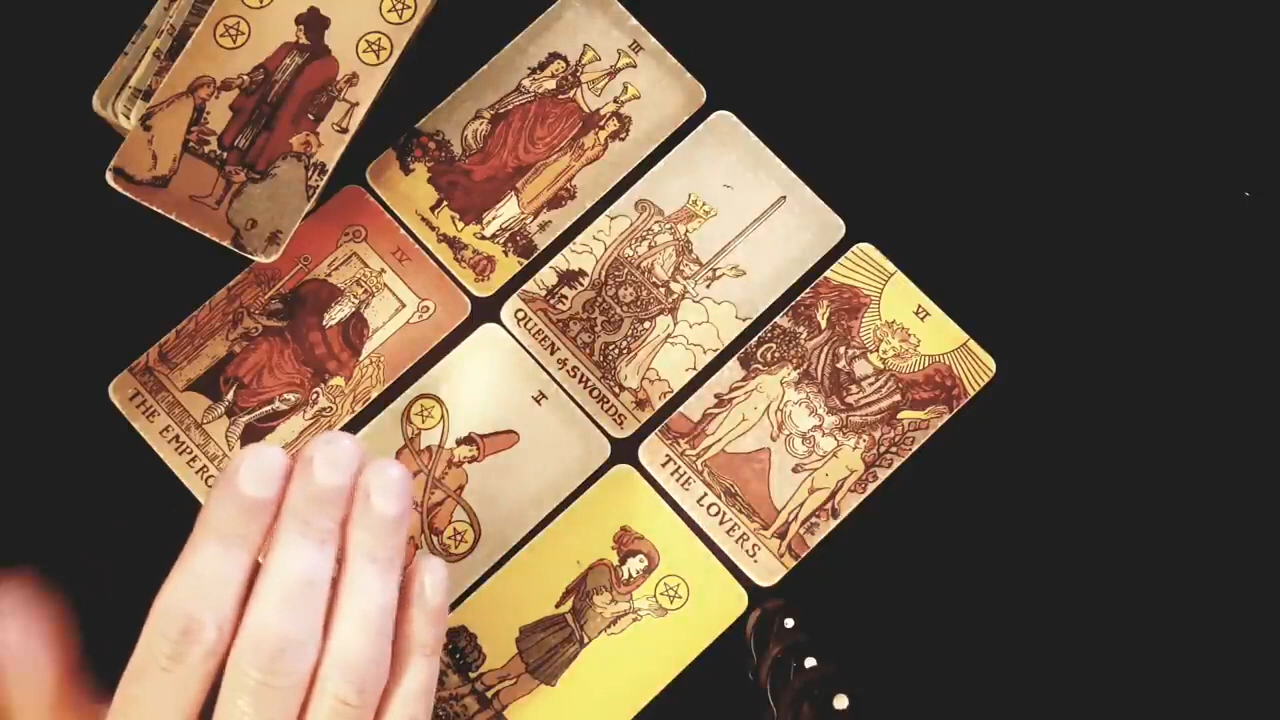 III
QUEEN of SWORDS.
VI
THE LOVERS.
IV
THE EMPERO
II